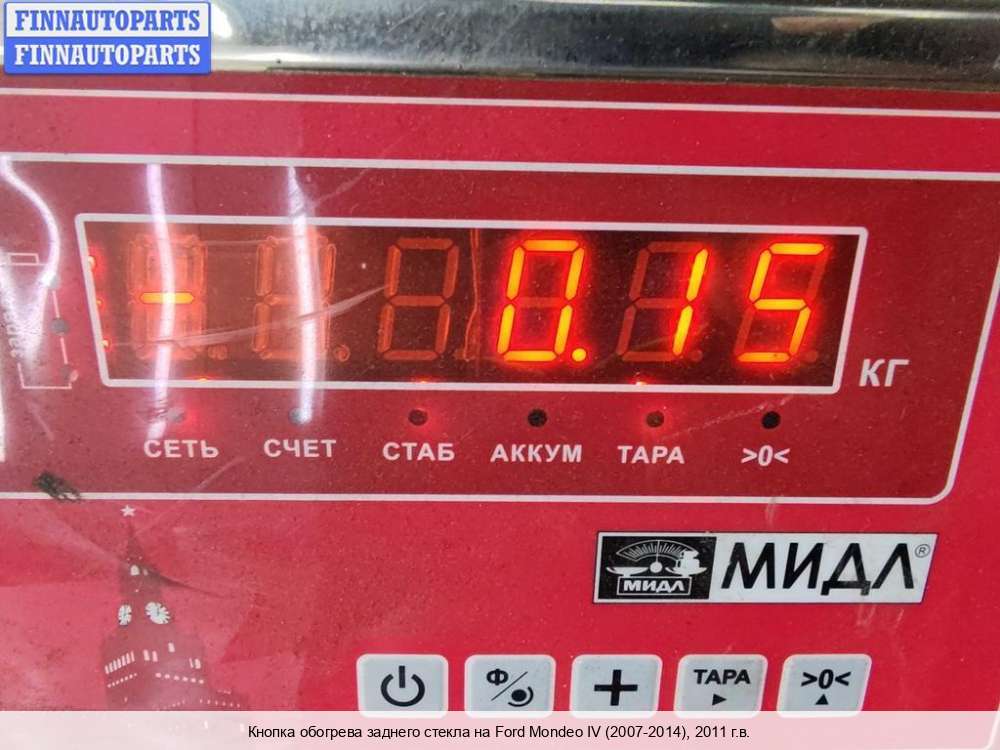 FINNAUTOPARTS
FINNAUTOPARTS
- 0.15
КГ
СЕТЬ СЧЕТ СТАБ АККУМ ТАРА >0<
МИДЛ МИДЛ®
Ф ТАРА >0<
Кнопка обогрева заднего стекла на Ford Mondeo IV (2007-2014), 2011 г.в.